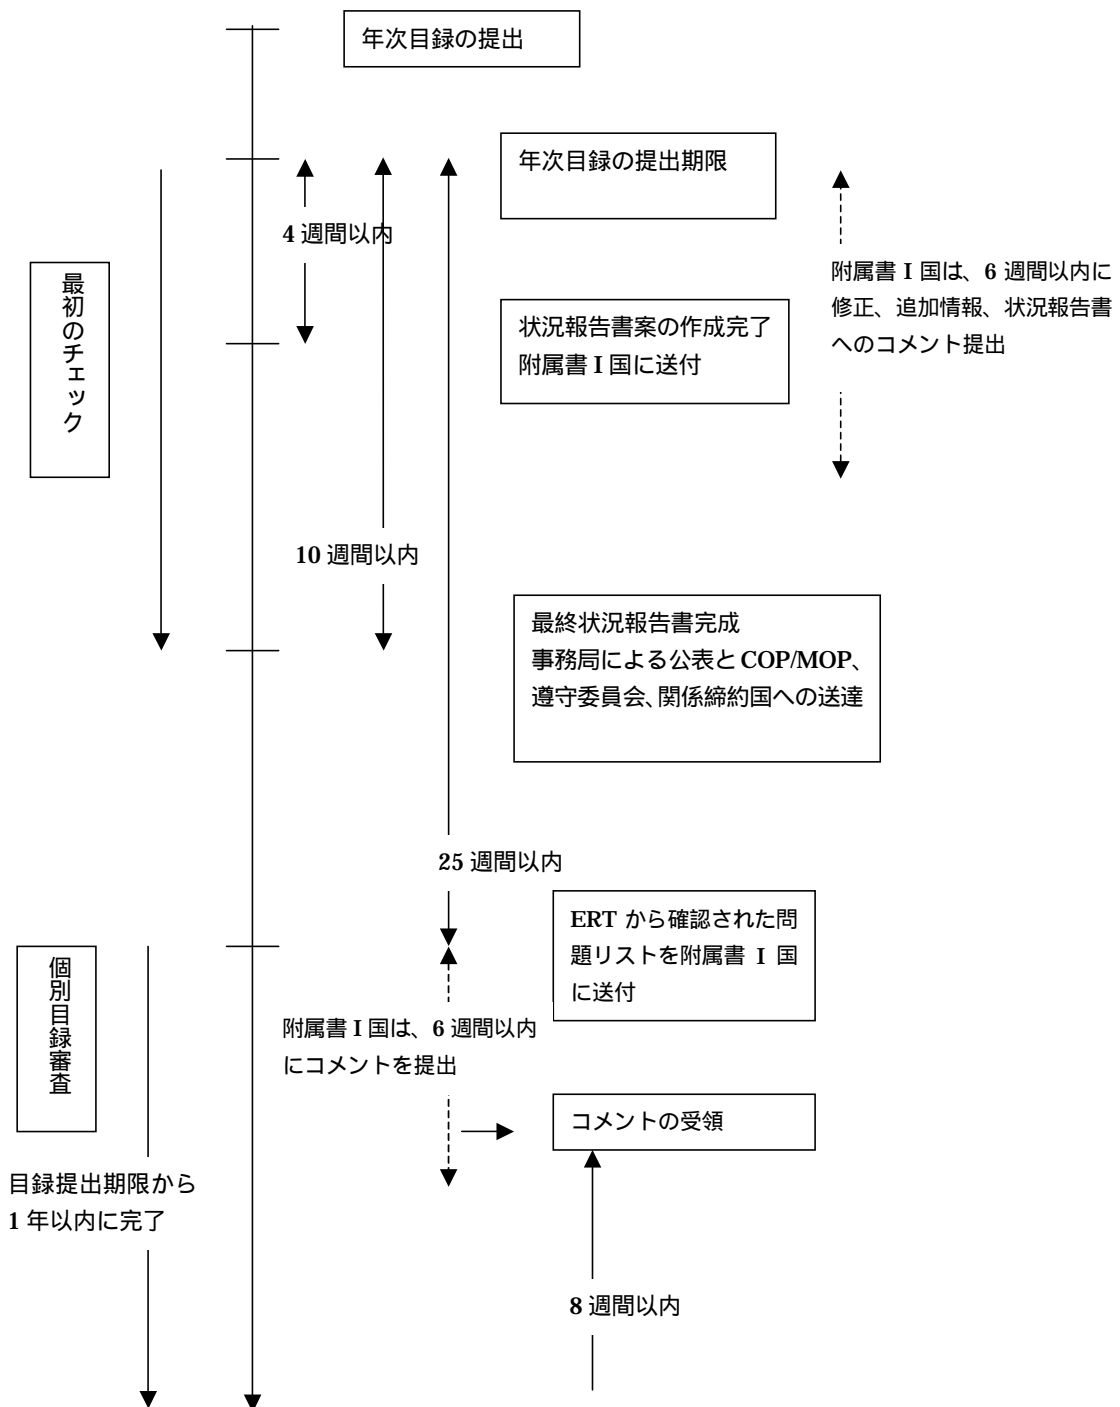 年次目録の提出
年次目録の提出期限
4 週間以内
附属書 I 国は、6 週間以内に
修正、追加情報、状況報告書
へのコメント提出
最初のチェック
状況報告書案の作成完了
附属書 I 国に送付
10 週間以内
最終状況報告書完成
事務局による公表と COP/MOP、
遵守委員会、関係締約国への送達
25 週間以内
ERT から確認された問
題リストを附属書 I 国
に送付
個別目録審査
附属書 I 国は、6 週間以内
にコメントを提出
コメントの受領
目録提出期限から
1 年以内に完了
8 週間以内